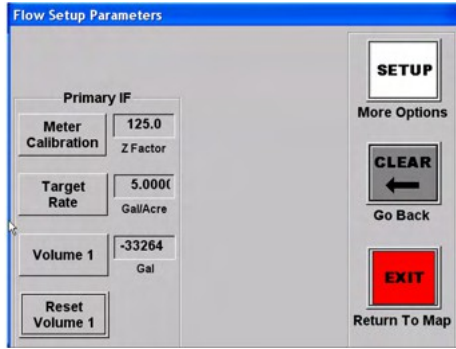 Flow Setup Parameters
Primary IF
Meter
Calibration
125.0
Z Factor
Target
Rate
5.000(
Gal/Acre
Volume 1
-33264
Gal
Reset
Volume 1
SETUP
More Options
CLEAR
Go Back
EXIT
Return To Map